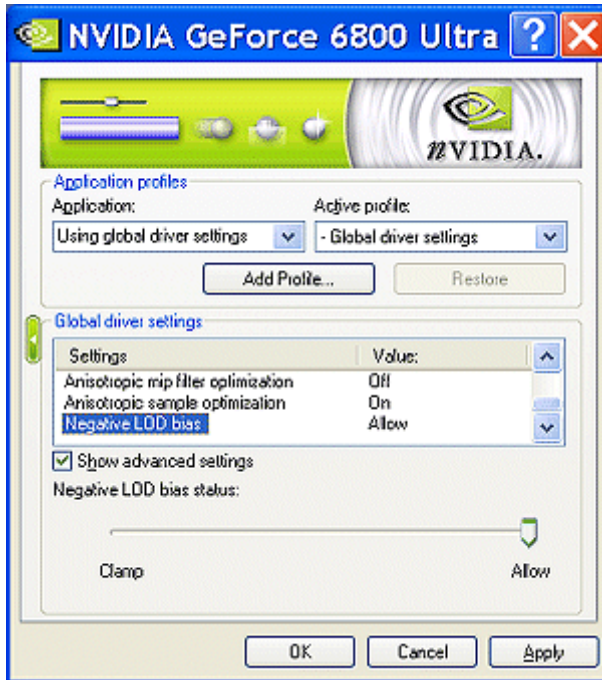 NVIDIA GeForce 6800 Ultra
nVIDIA.
Application profiles
Application: Active profile:
Using global driver settings - Global driver settings
Add Profile... Restore
Global driver settings
Settings Value:
Anisotropic mip filter optimization Off
Anisotropic sample optimization On
Negative LOD bias Allow
Show advanced settings
Negative LOD bias status:
Clamp Allow
OK Cancel Apply